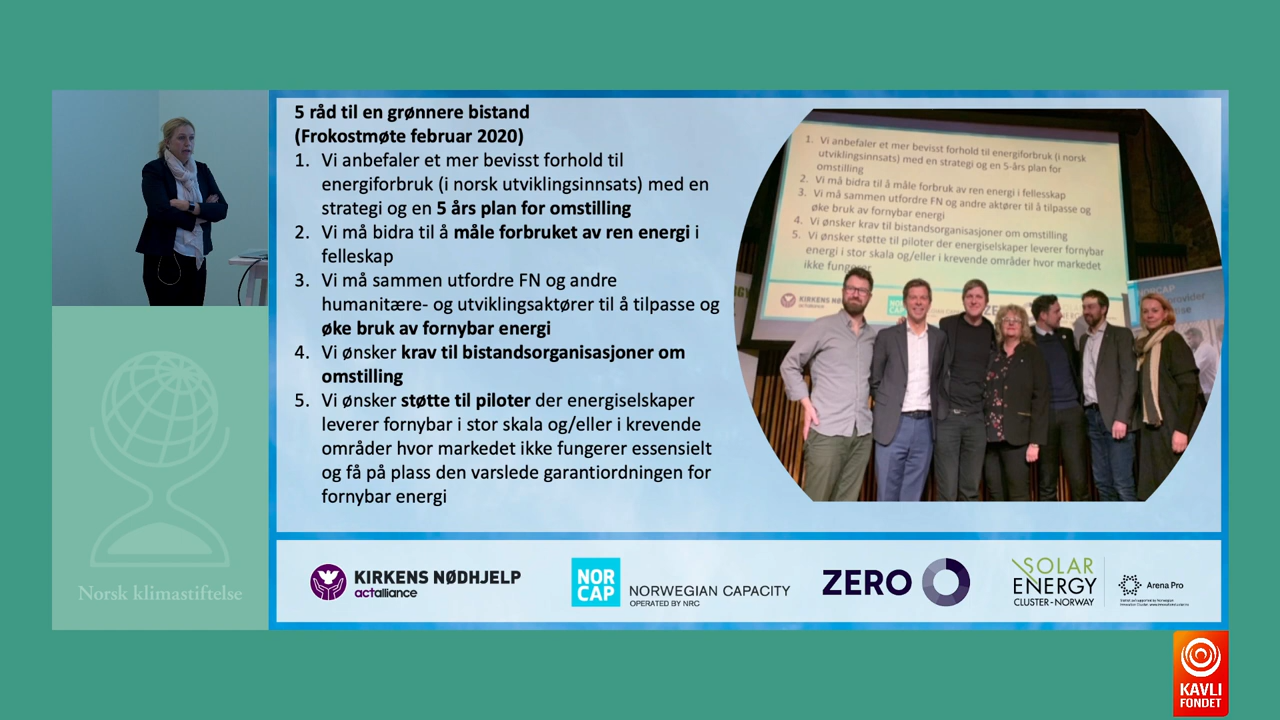 5 råd til en grønnere bistand
(Frokostmøte februar 2020)
1. Vi anbefaler et mer bevisst forhold til
energiforbruk (i norsk utviklingsinnsats) med en
strategi og en 5 års plan for omstilling
2. Vi må bidra til å måle forbruket av ren energi i
felleskap
3. Vi må sammen utfordre FN og andre
humanitære- og utviklingsaktører til å tilpasse og
øke bruk av fornybar energi
4. Vi ønsker krav til bistandsorganisasjoner om
omstilling
5. Vi ønsker støtte til piloter der energiselskaper
leverer fornybar i stor skala og/eller i krevende
områder hvor markedet ikke fungerer essensielt
og få på plass den varslede garantiordningen for
fornybar energi
1. Vi anbefaler et mer bevisst forhold til energiforbruk (i norsk
utviklingsinnsats) med en strategi og en 5-års plan for
omstilling
2. Vi må bidra til å måle forbruk av ren energi i fellesskap
3. Vi må sammen utfordre FN og andre aktører til å tilpasse og
øke bruk av fornybar energi
4. Vi ønsker krav til bistandsorganisasjoner om omstilling
5. Vi ønsker støtte til piloter der energiselskaper leverer fornybar
energi i stor skala og/eller i krevende områder hvor markedet
ikke fungerer
KIRKENS NØDHJELP
actalliance
NORCAP
provider
Norsk klimastiftelse
KIRKENS NØDHJELP
actalliance
NOR
CAP
NORWEGIAN CAPACITY
OPERATED BY NRC
ZERO
SOLAR
ENERGY
CLUSTER-NORWAY
Arena Pro
KAVLI
FONDET